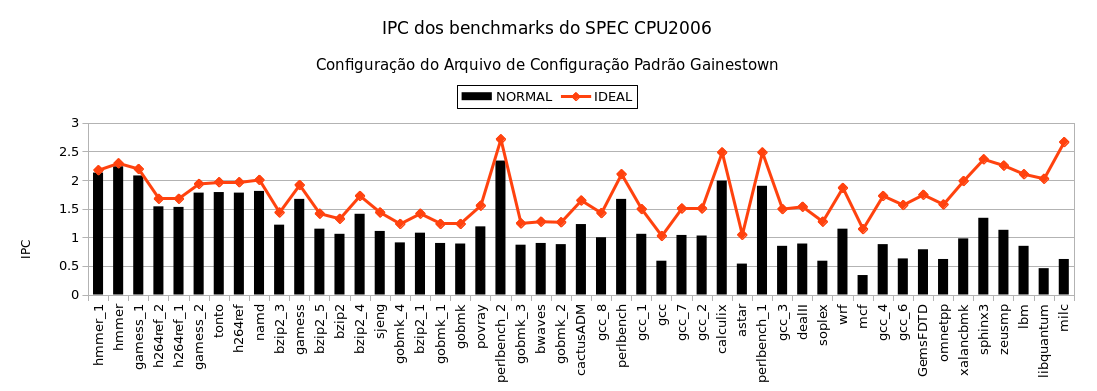 IPC dos benchmarks do SPEC CPU2006
Configuração do Arquivo de Configuração Padrão Gainestown
NORMAL IDEAL
3
2.5
2
1.5
1
0.5
0
IPC
hmmer_1
hmmer
gamess_1
h264ref_2
h264ref_1
gamess_2
tonto
h264ref
namd
bzip2_3
gamess
bzip2_5
bzip2
bzip2_4
sjeng
gobmk_4
bzip2_1
gobmk_1
gobmk
povray
perlbench_2
gobmk_3
bwaves
gobmk_2
cactusADM
gcc_8
perlbench
gcc_1
gcc
gcc_7
gcc_2
calculix
astar
perlbench_1
gcc_3
dealII
soplex
wrf
mcf
gcc_4
gcc_6
GemsFDTD
omnetpp
xalancbmk
sphinx3
zeusmp
lbm
libquantum
milc